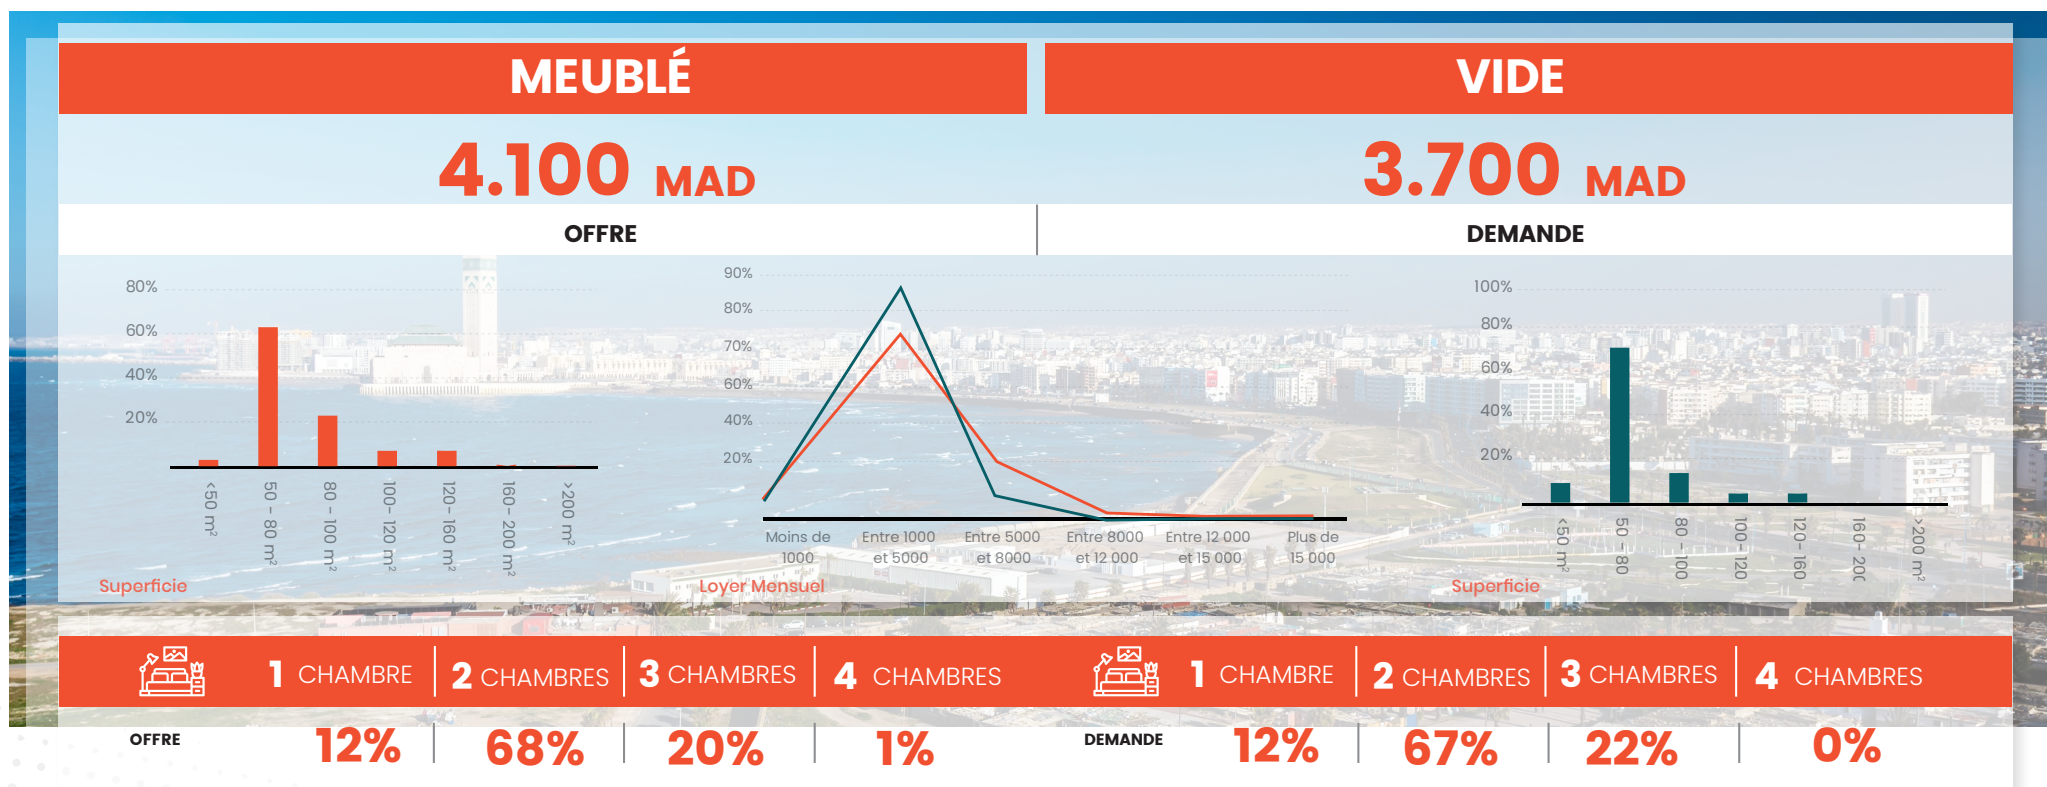 MEUBLÉ
VIDE
4.100 MAD
3.700 MAD
OFFRE
DEMANDE
80%
60%
40%
20%
<50 m²
50 - 80 m²
80 - 100 m²
100- 120 m²
120- 160 m²
160- 200 m²
>200 m²
Superficie
90%
80%
70%
60%
40%
20%
Moins de
1000
Entre 1000
et 5000
Entre 5000
et 8000
Entre 8000
et 12 000
Entre 12 000
et 15 000
Plus de
15 000
Loyer Mensuel
100%
80%
60%
40%
20%
<50 m²
50 - 80
80 - 100
100- 120
120- 160
160- 200
>200 m²
Superficie
1 CHAMBRE
2 CHAMBRES
3 CHAMBRES
4 CHAMBRES
1 CHAMBRE
2 CHAMBRES
3 CHAMBRES
4 CHAMBRES
OFFRE
12%
68%
20%
1%
DEMANDE
12%
67%
22%
0%